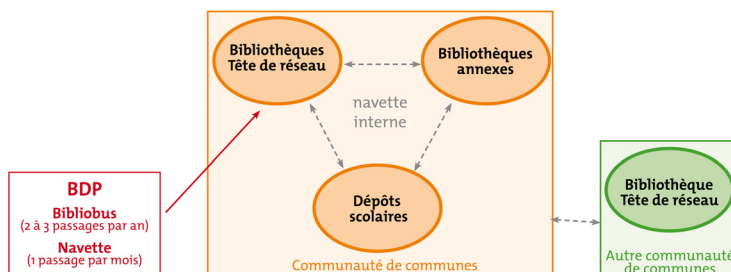 Bibliothèques
Tête de réseau
Bibliothèques
annexes
navette
interne
Dépôts
scolaires
Communauté de communes
BDP
Bibliobus
(2 à 3 passages par an)
Navette
(1 passage par mois)
Bibliothèque
Tête de réseau
Autre communauté
de communes